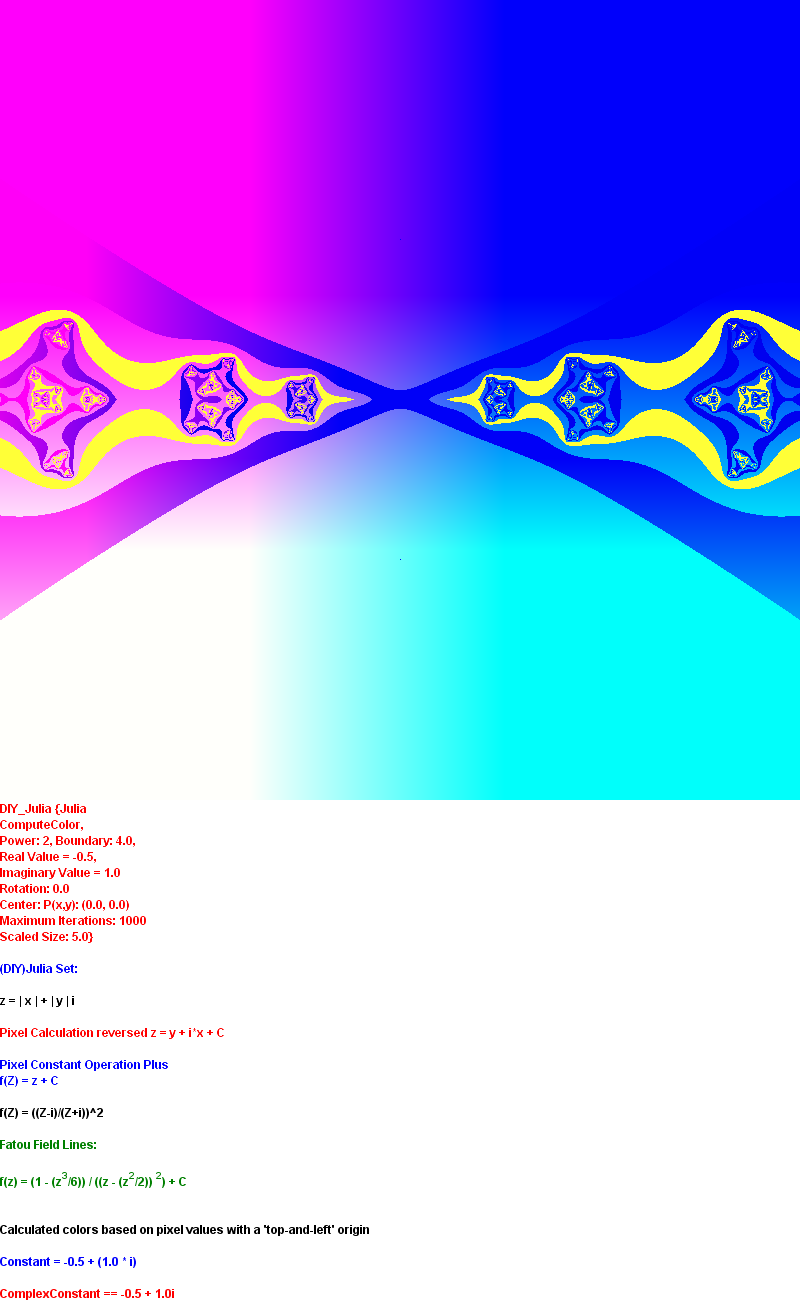 DIY_Julia {Julia
ComputeColor,
Power: 2, Boundary: 4.0,
Real Value = -0.5,
Imaginary Value = 1.0
Rotation: 0.0
Center: P(x,y): (0.0, 0.0)
Maximum Iterations: 1000
Scaled Size: 5.0}
(DIY)Julia Set:
z = | x | + | y | i
Pixel Calculation reversed z = y + i*x + C
Pixel Constant Operation Plus
f(Z) = z + C
f(Z) = ((Z-i)/(Z+i))^2
Fatou Field Lines:
f(z) = (1 - (z³/6)) / ((z - (z²/2)) ²) + C
Calculated colors based on pixel values with a 'top-and-left' origin
Constant = -0.5 + (1.0 * i)
ComplexConstant == -0.5 + 1.0i